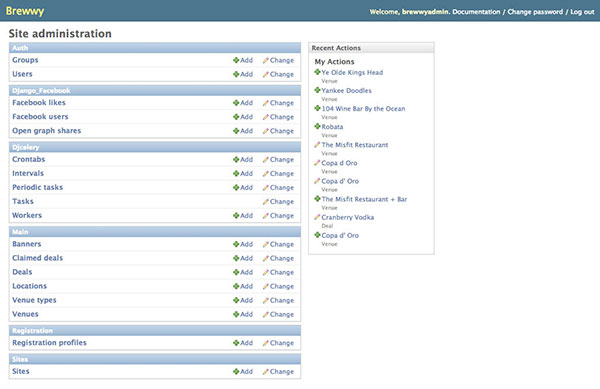 Brewwy
Welcome, brewwyadmin. Documentation / Change password / Log out
Site administration
Auth
Groups Add Change
Users Add Change
Django_Facebook
Facebook likes Add Change
Facebook users Add Change
Open graph shares Add Change
Djcelery
Crontabs Add Change
Intervals Add Change
Periodic tasks Add Change
Tasks Change
Workers Add Change
Main
Banners Add Change
Claimed deals Add Change
Deals Add Change
Locations Add Change
Venue types Add Change
Venues Add Change
Registration
Registration profiles Add Change
Sites
Sites Add Change
Recent Actions
My Actions
Ye Olde Kings Head
Venue
Yankee Doodles
Venue
104 Wine Bar By the Ocean
Venue
Robata
Venue
The Misfit Restaurant
Venue
Copa d Oro
Venue
Copa d' Oro
Venue
The Misfit Restaurant + Bar
Venue
Cranberry Vodka
Deal
Copa d' Oro
Venue